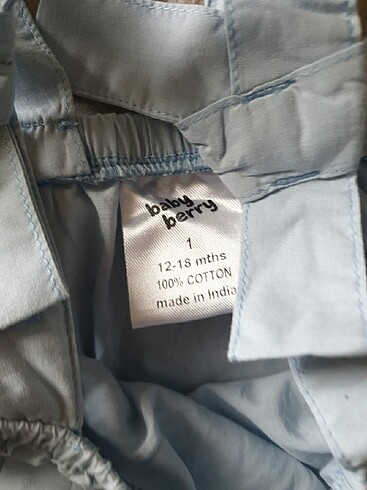 baby
berry
1
12-18 mths
100% COTTON
made in India